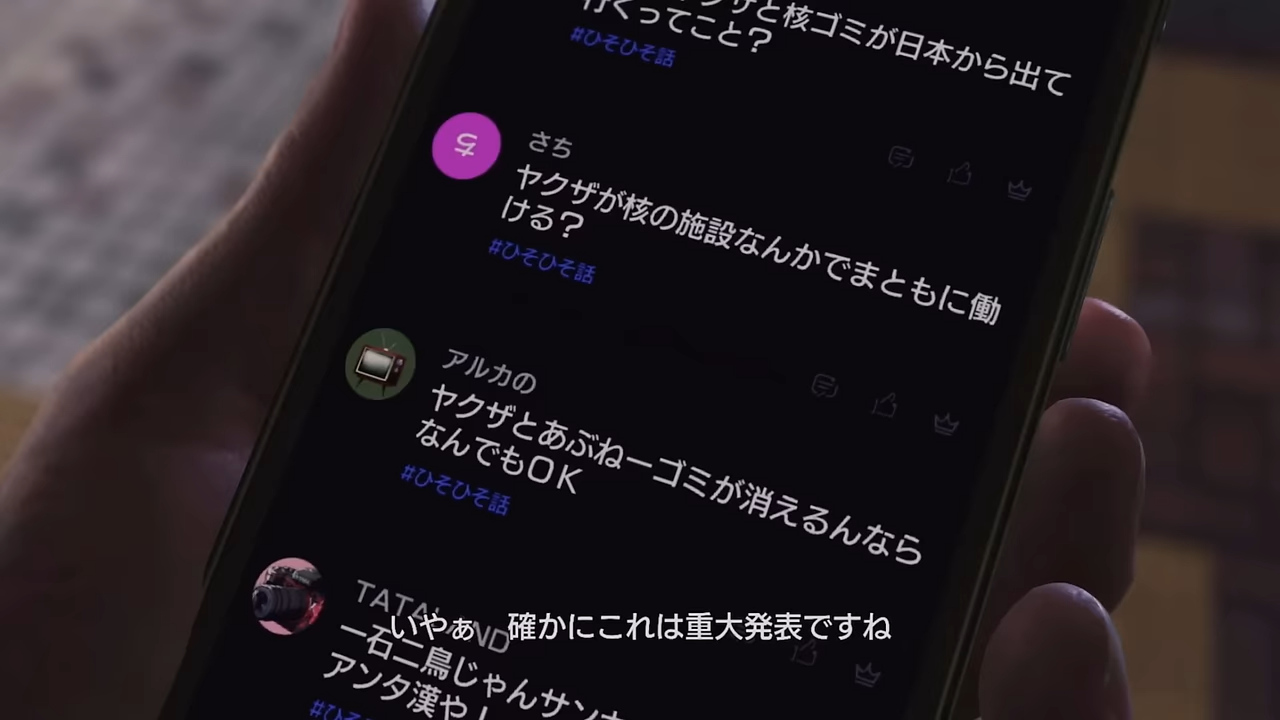 ザと核ゴミが日本から出て
行くってこと?
#ひそひそ話
ち
さち
ヤクザが核の施設なんかでまともに働
ける?
#ひそひそ話
アルカの
ヤクザとあぶねーゴミが消えるんなら
なんでもOK
#ひそひそ話
一石二鳥じゃん
アンタ漢や
#ひそ
いやぁ 確かにこれは重大発表ですね